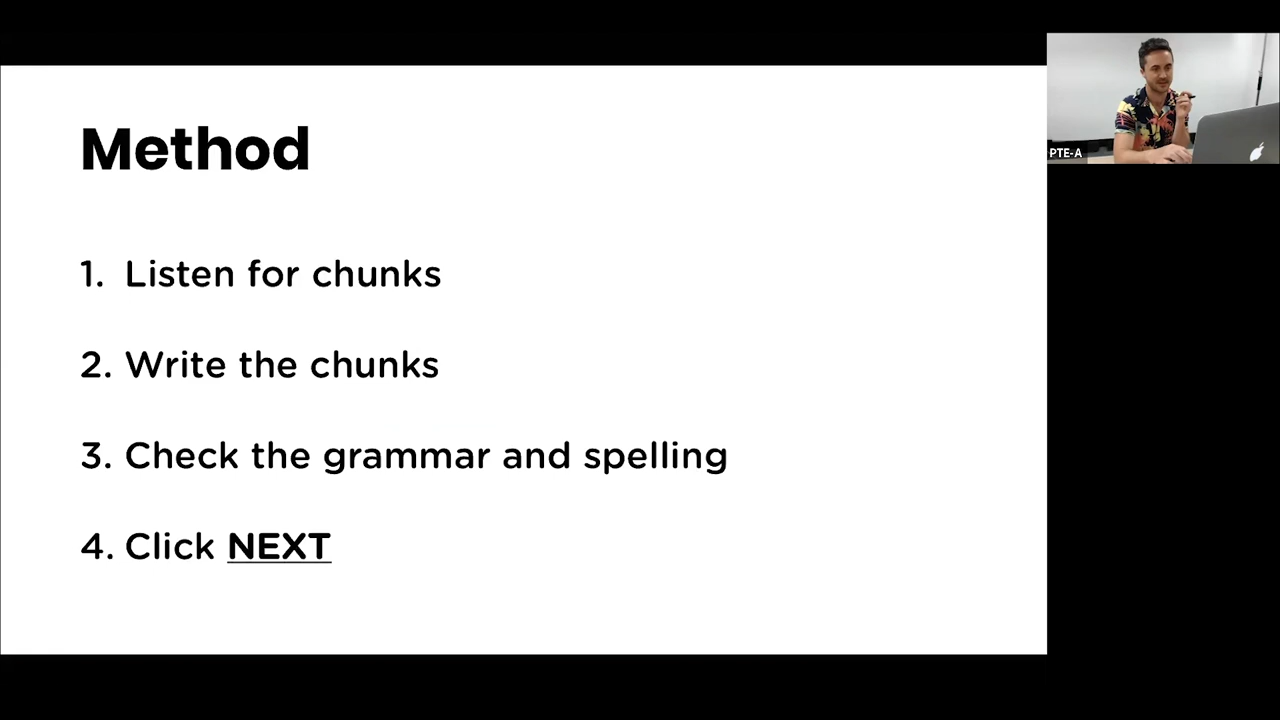 Method
1. Listen for chunks
2. Write the chunks
3. Check the grammar and spelling
4. Click NEXT
PTE-A